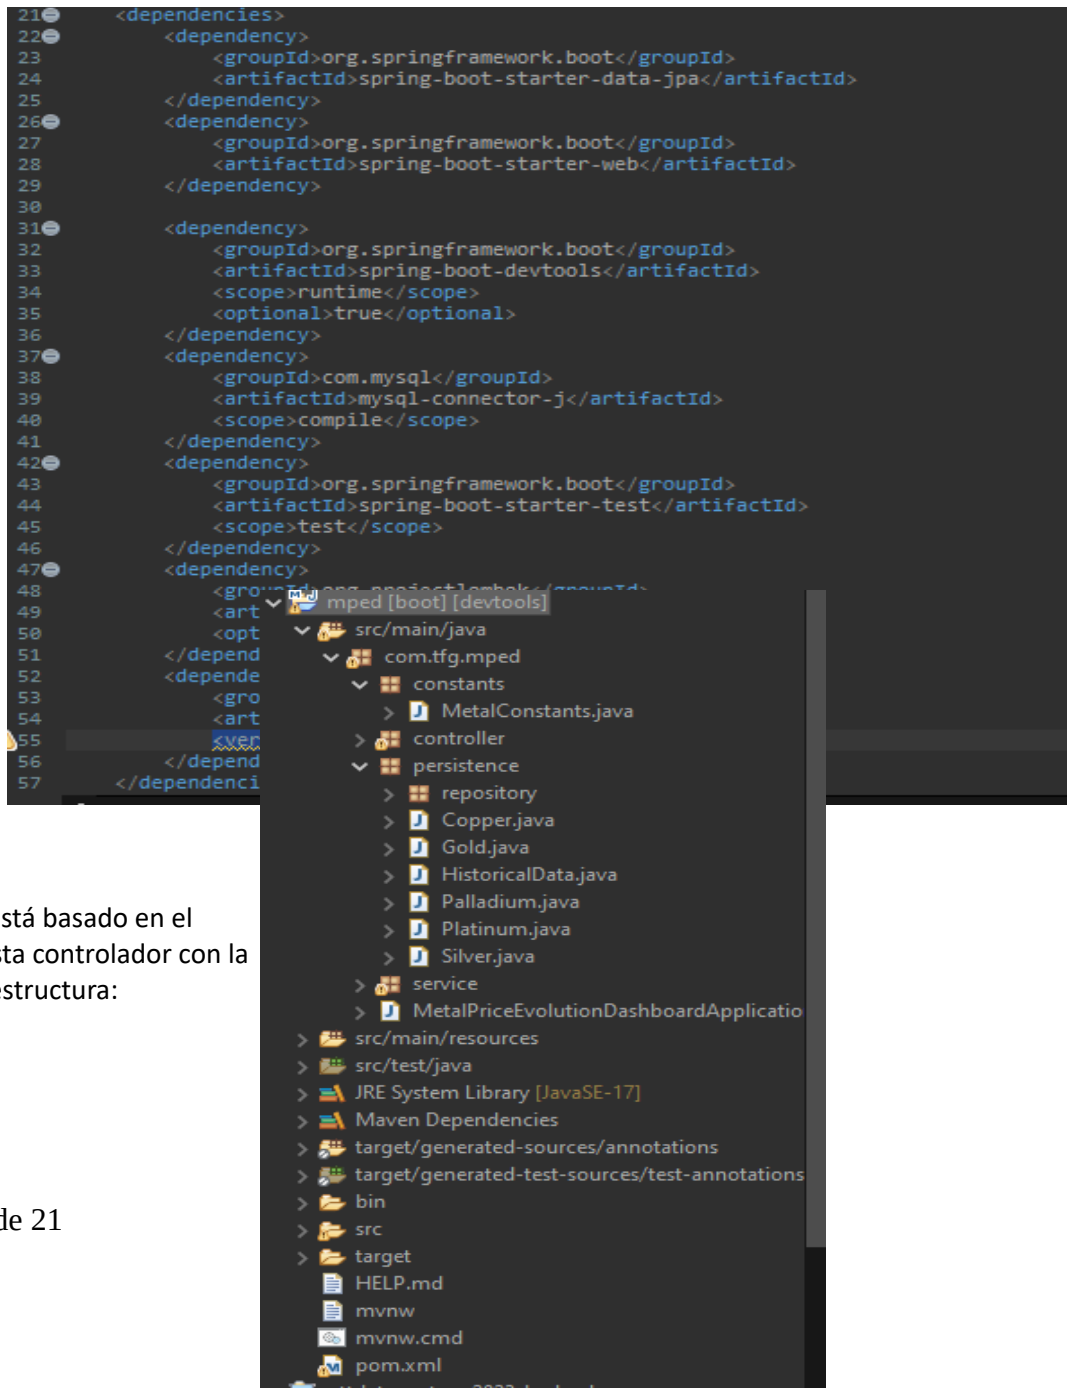 21 <dependencies>
22 <dependency>
23 <groupId>org.springframework.boot</groupId>
24 <artifactId>spring-boot-starter-data-jpa</artifactId>
25 </dependency>
26 <dependency>
27 <groupId>org.springframework.boot</groupId>
28 <artifactId>spring-boot-starter-web</artifactId>
29 </dependency>
30
31 <dependency>
32 <groupId>org.springframework.boot</groupId>
33 <artifactId>spring-boot-devtools</artifactId>
34 <scope>runtime</scope>
35 <optional>true</optional>
36 </dependency>
37 <dependency>
38 <groupId>com.mysql</groupId>
39 <artifactId>mysql-connector-j</artifactId>
40 <scope>compile</scope>
41 </dependency>
42 <dependency>
43 <groupId>org.springframework.boot</groupId>
44 <artifactId>spring-boot-starter-test</artifactId>
45 <scope>test</scope>
46 </dependency>
47 <dependency>
48 <groupId>org.projectlombok</groupId>
49 <art
50 <opt
51 </depend
52 <depende
53 <gro
54 <art
55 <ver
56 </depend
57 </dependenci
mped [boot] [devtools]
src/main/java
com.tfg.mped
constants
MetalConstants.java
controller
persistence
repository
Copper.java
Gold.java
HistoricalData.java
Palladium.java
Platinum.java
Silver.java
service
MetalPriceEvolutionDashboardApplicatio
src/main/resources
src/test/java
JRE System Library [JavaSE-17]
Maven Dependencies
target/generated-sources/annotations
target/generated-test-sources/test-annotations
bin
src
target
HELP.md
mvnw
mvnw.cmd
pom.xml
stá basado en el
sta controlador con la
estructura:
de 21